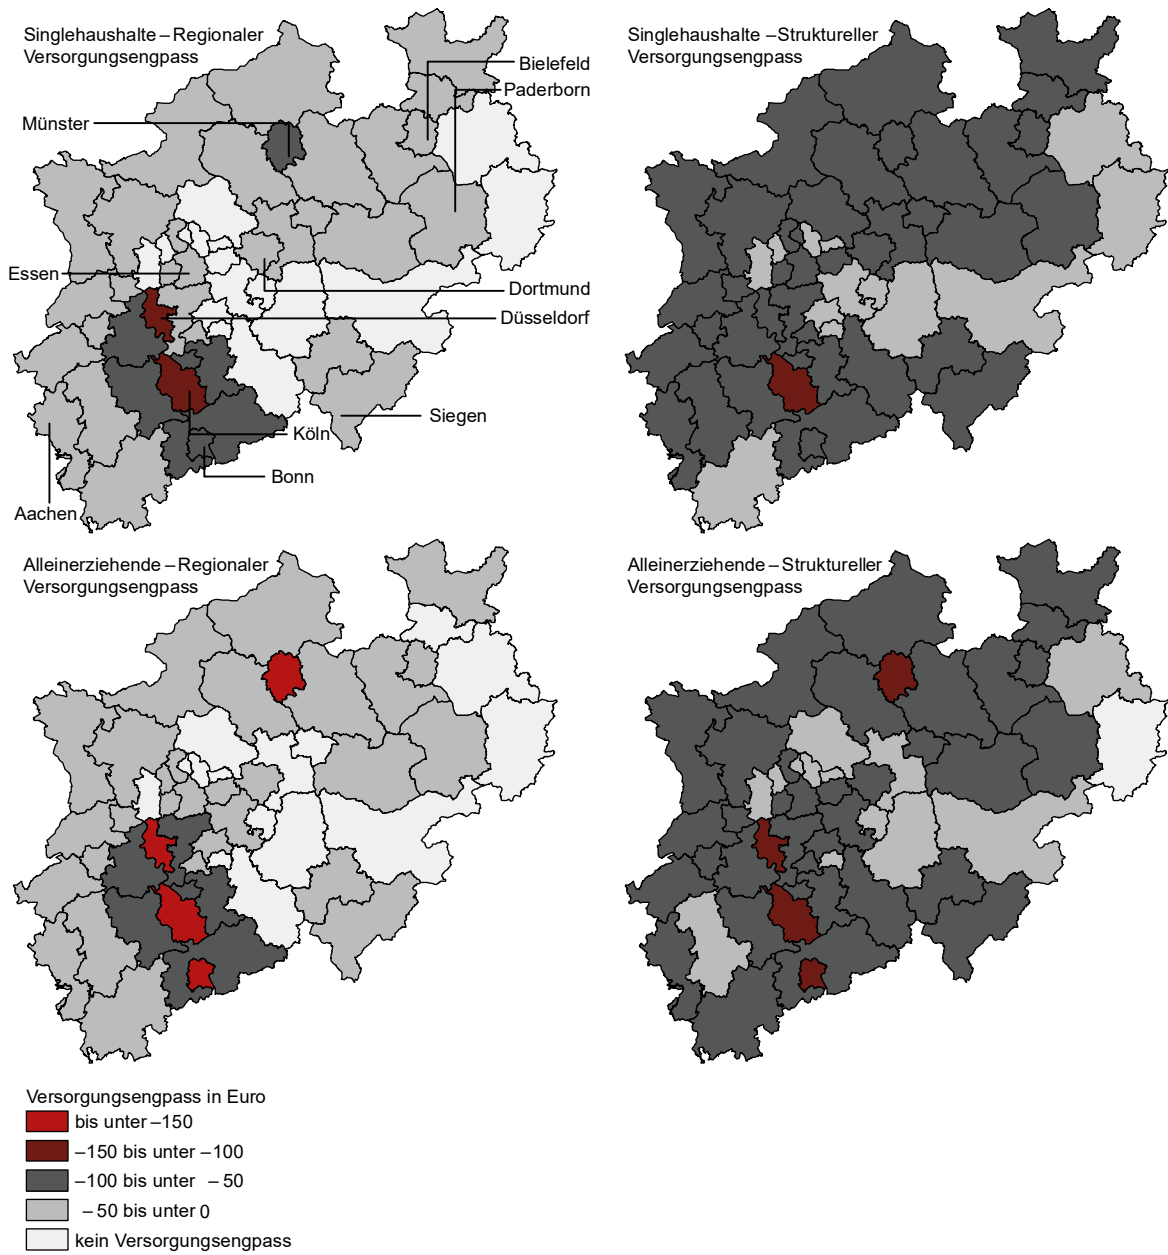 Singlehaushalte – Regionaler
Versorgungsengpass
Singlehaushalte – Struktureller
Versorgungsengpass
Bielefeld
Paderborn
Münster
Essen
Dortmund
Düsseldorf
Siegen
Köln
Bonn
Aachen
Alleinerziehende – Regionaler
Versorgungsengpass
Alleinerziehende – Struktureller
Versorgungsengpass
Versorgungsengpass in Euro
bis unter –150
–150 bis unter –100
–100 bis unter – 50
– 50 bis unter 0
kein Versorgungsengpass